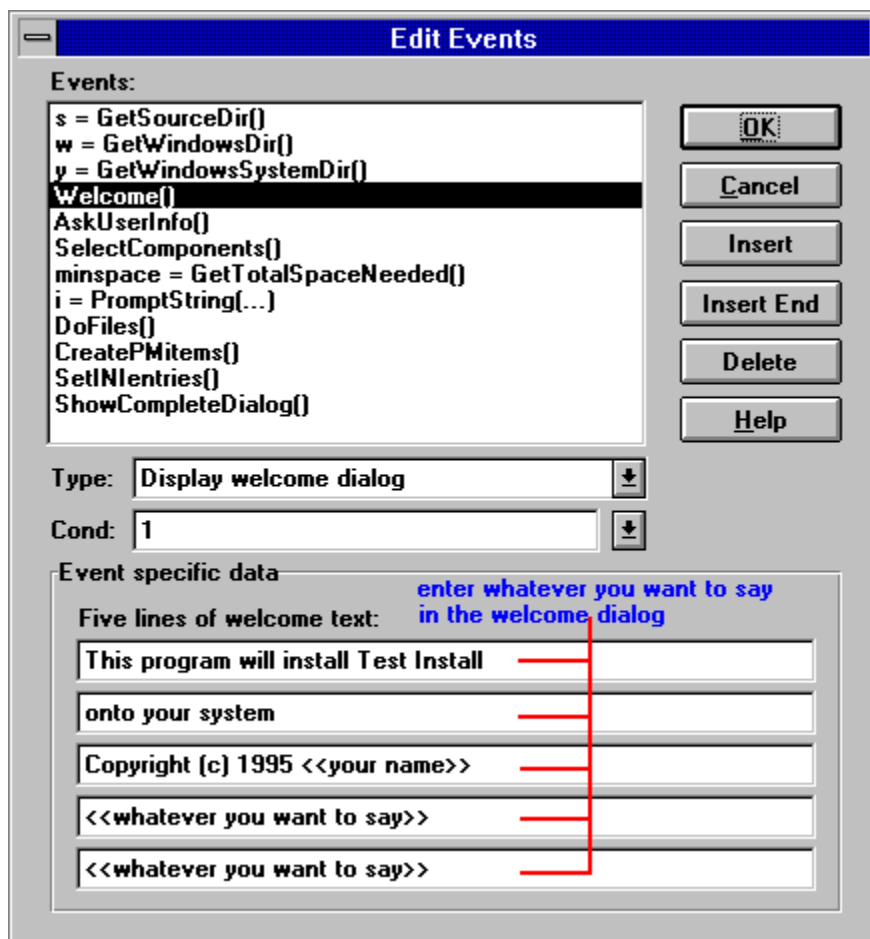 Edit Events
Events:
s = GetSourceDir()
w = GetWindowsDir()
y = GetWindowsSystemDir()
Welcome()
AskUserInfo()
SelectComponents()
minspace = GetTotalSpaceNeeded()
i = PromptString(...)
DoFiles()
CreatePMitems()
SetINIentries()
ShowCompleteDialog()
OK
Cancel
Insert
Insert End
Delete
Help
Type: Display welcome dialog
Cond: 1
Event specific data
enter whatever you want to say
in the welcome dialog
Five lines of welcome text:
This program will install Test Install
onto your system
Copyright (c) 1995 <<your name>>
<<whatever you want to say>>
<<whatever you want to say>>